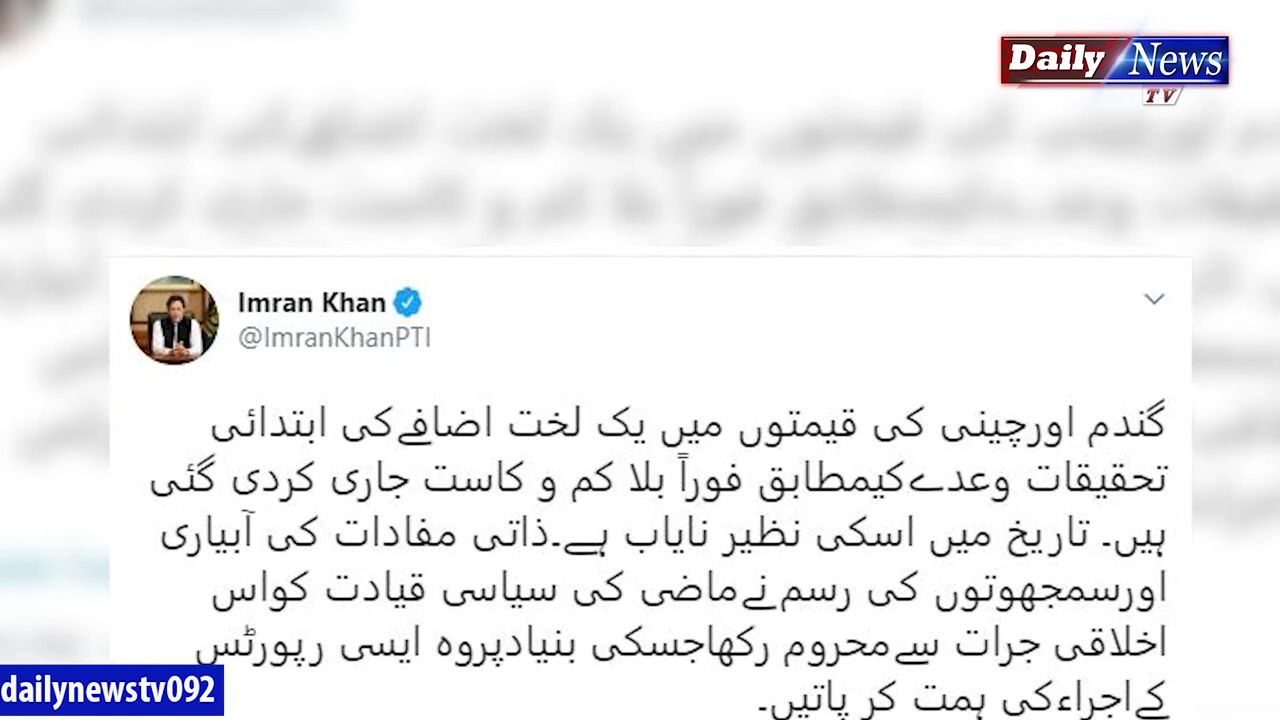 Daily News
TV
Imran Khan
@ImranKhanPTI
گندم اورچینی کی قیمتوں میں یک لخت اضافےکی ابتدائی
تحقیقات وعدےکیمطابق فوراً بلا کم و کاست جاری کردی گئی
ہیں۔ تاریخ میں اسکی نظیر نایاب ہے۔ذاتی مفادات کی آبیاری
اورسمجھوتوں کی رسم نےماضی کی سیاسی قیادت کواس
اخلاقی جرات سےمحروم رکھاجسکی بنیادپروہ ایسی رپورٹس
کےاجراءکی ہمت کر پاتیں۔
dailynewstv092